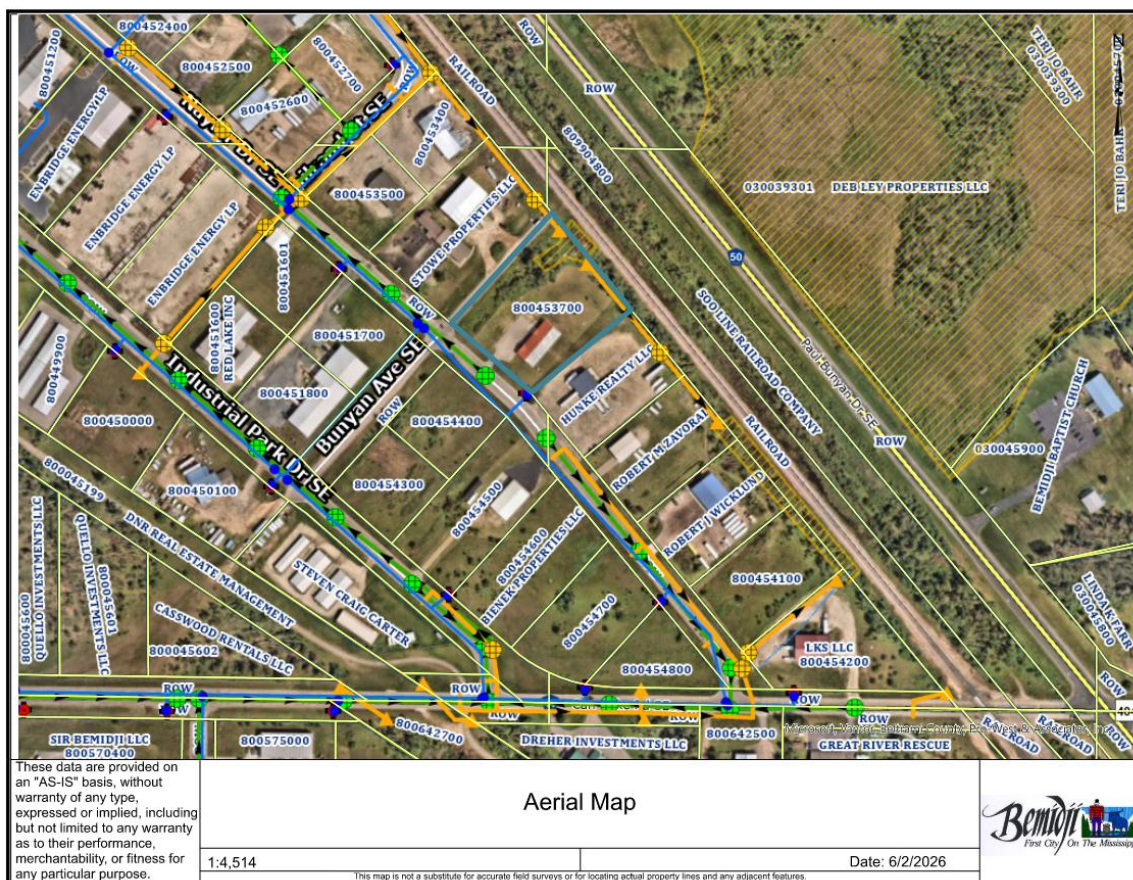 800452400
ROW
800451200
800452500
800452700
ROW
RAILROAD
ROW
ROW
TERI JO BAHR
030039300
ENBRIDGE ENERGY LP
800452600
800453400
809904800
TERI JO BAHR
ENBRIDGE ENERGY LP
800453500
030039301
DEB LEY PROPERTIES LLC
ENBRIDGE ENERGY LP
800451601
STOWE PROPERTIES LLC
50
ROW
800453700
SOO LINE RAILROAD COMPANY
800451600
RED LAKE INC
800451700
Bunyan Ave SE
Paul Bunyan Dr SE
800449900
Industrial Park Dr SE
800451800
ROW
HUNKE REALTY LLC
BEMIDJI BAPTIST CHURCH
800450000
800454400
ROBERT M ZAVORAL
RAILROAD
ROW
030045900
800045199
800450100
800454300
800454500
ROBERT J WICKLUND
QUELLO INVESTMENTS LLC
800045600
QUELLO INVESTMENTS LLC
800045601
DNR REAL ESTATE MANAGEMENT
STEVEN CRAIG CARTER
800454600
BIENEK PROPERTIES LLC
800454100
LINDA K FARR
030045800
CASSWOOD RENTALS LLC
800454700
800045602
LKS LLC
800454200
800454800
ROW
ROW
ROW
ROW
ROW
ROW
ROW
ROW
RAILROAD
RAILROAD
ROW
SIR BEMIDJI LLC
800570400
800575000
800642700
DREHER INVESTMENTS LLC
800642500
GREAT RIVER RESCUE
These data are provided on
an "AS-IS" basis, without
warranty of any type,
expressed or implied, including
but not limited to any warranty
as to their performance,
merchantability, or fitness for
any particular purpose.
Aerial Map
1:4,514
Date: 6/2/2026
This map is not a substitute for accurate field surveys or for locating actual property lines and any adjacent features.
Bemidji
First City On The Mississippi